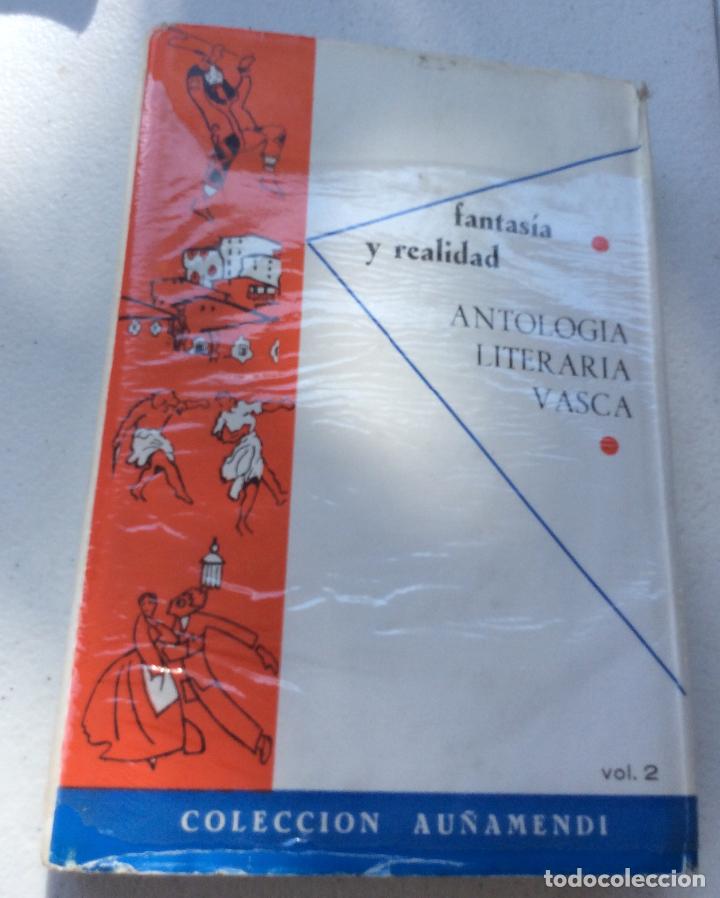 fantasía
y realidad
ANTOLOGIA
LITERARIA
VASCA
vol. 2
COLECCION AUÑAMENDI
todocoleccion